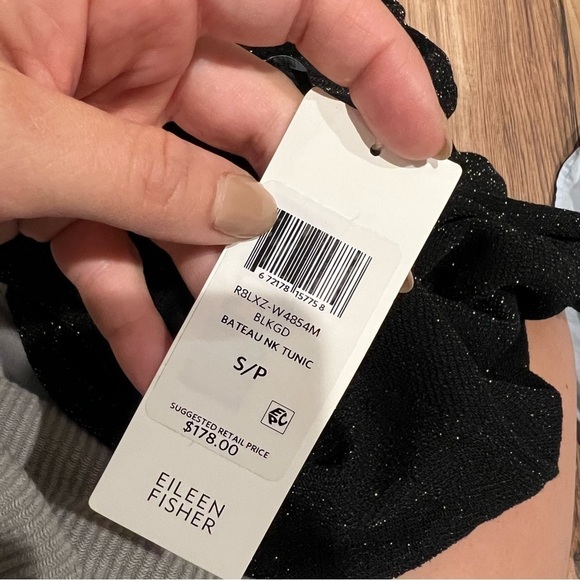 6 72178 15775 8
R8LXZ-W4854M
BLKGD
BATEAU NK TUNIC
S/P
SUGGESTED RETAIL PRICE
$178.00
EILEEN
FISHER